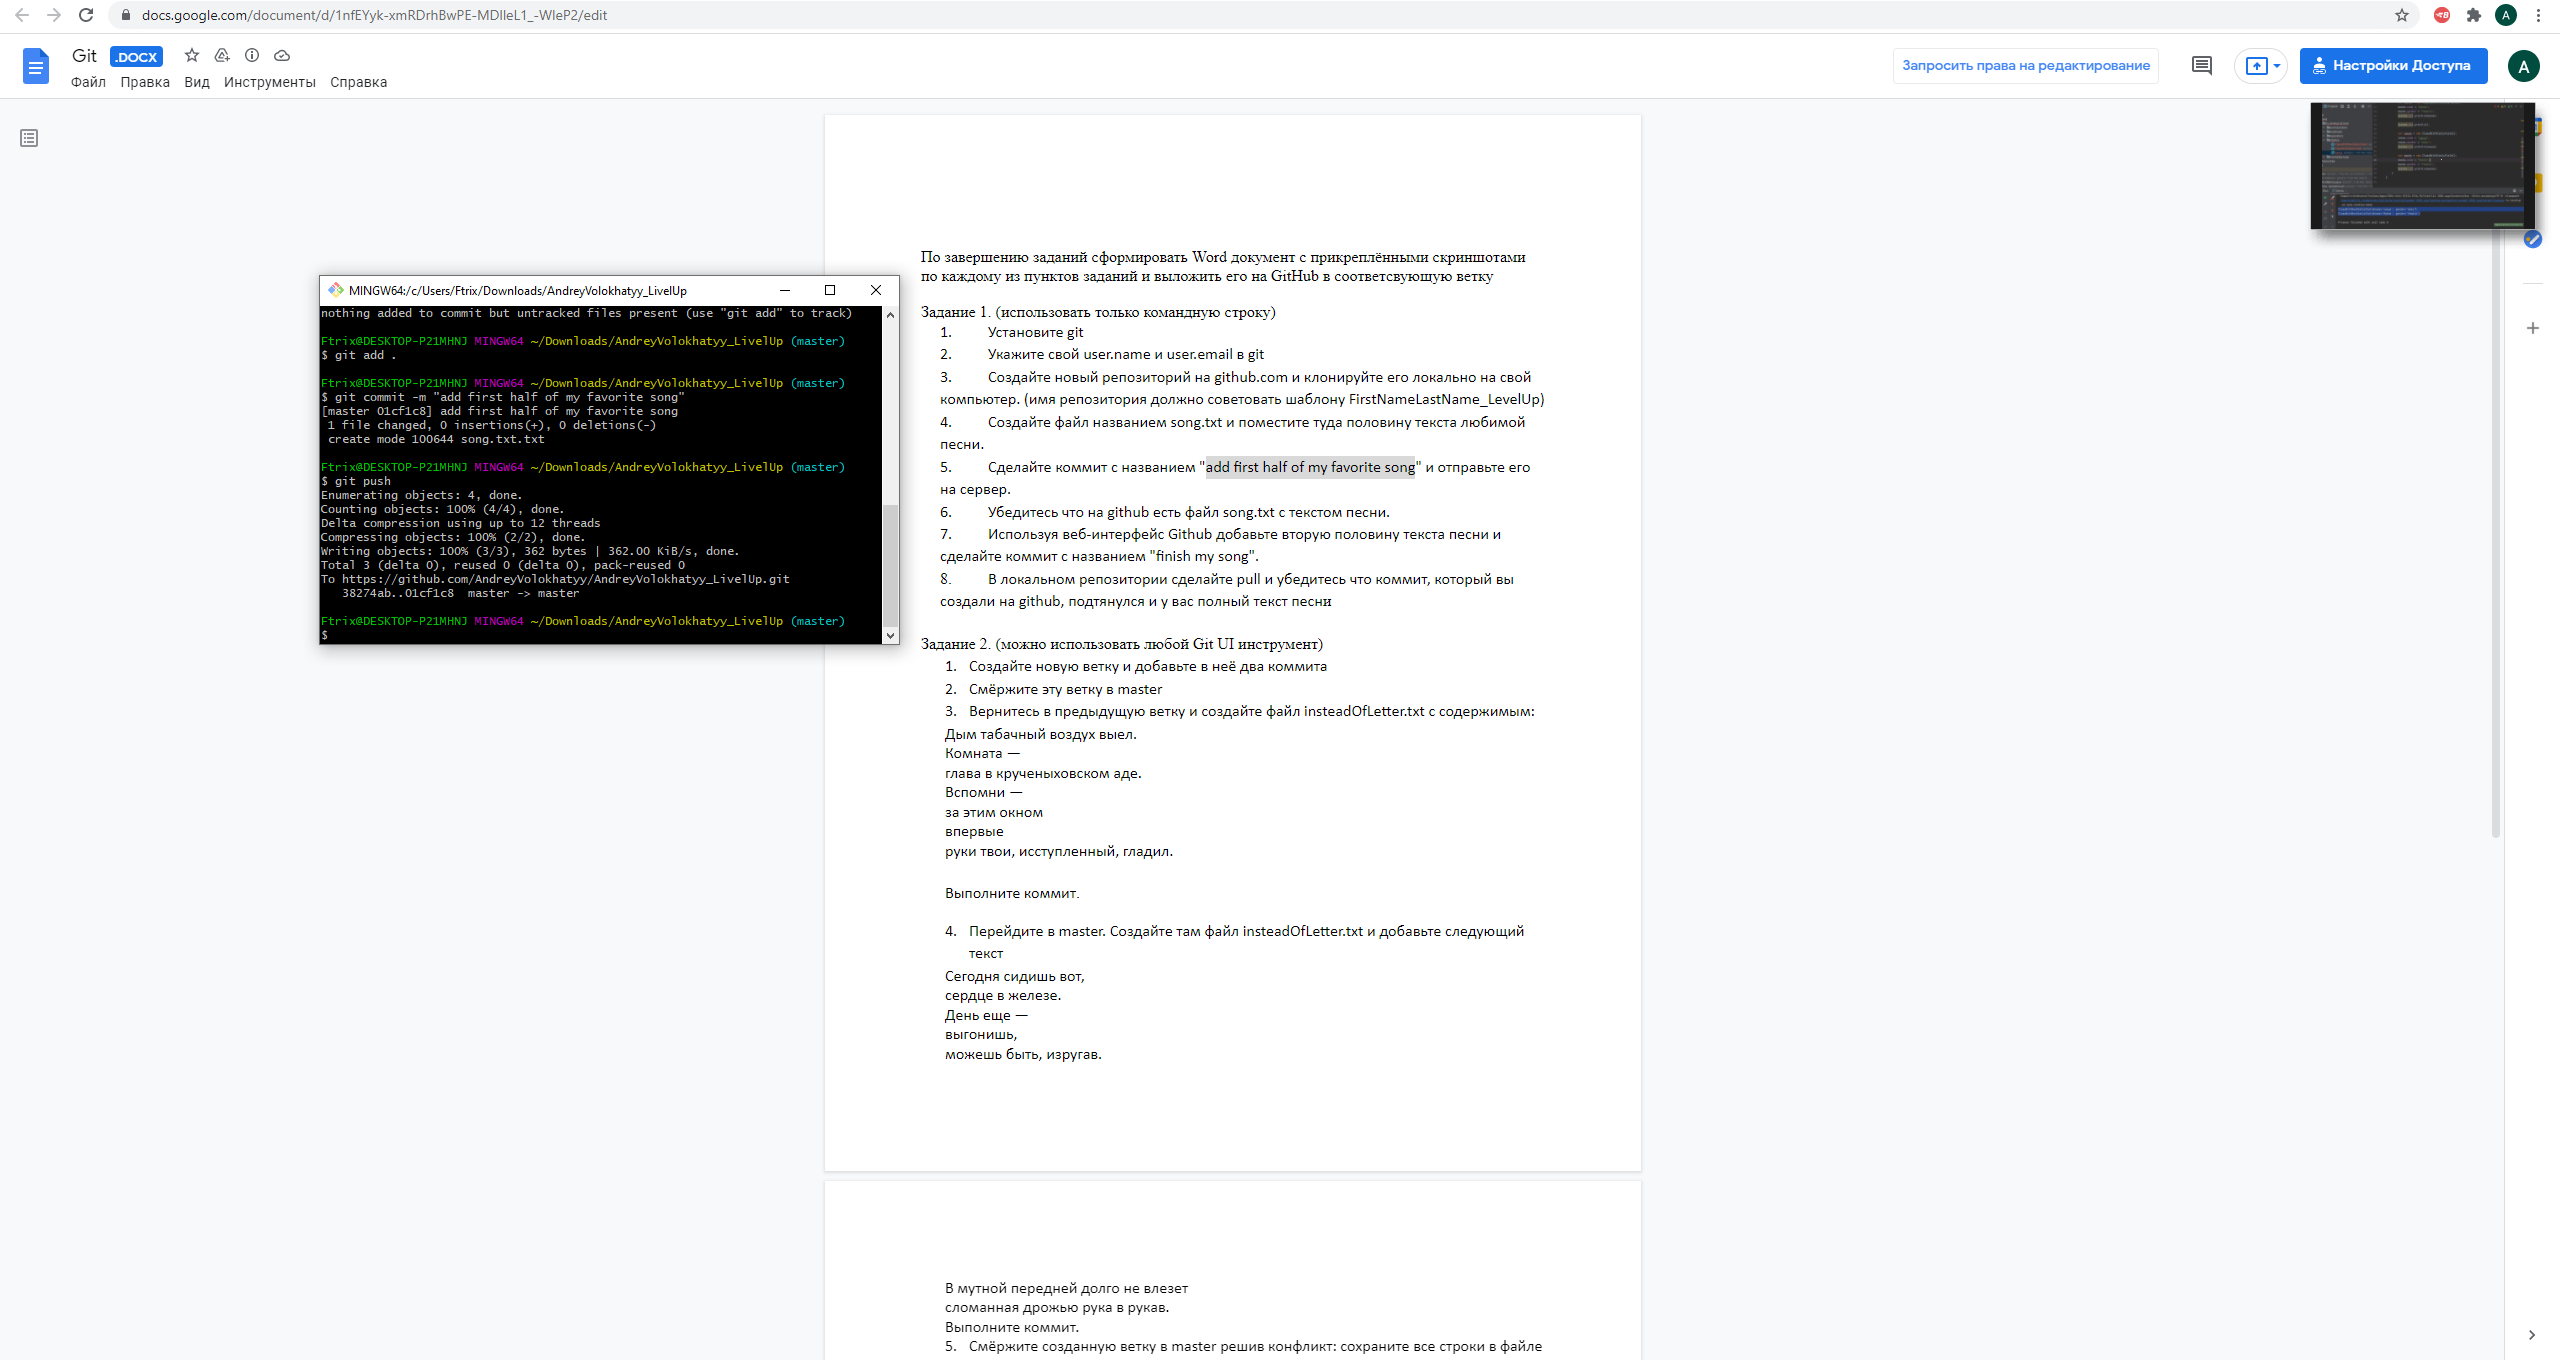 docs.google.com/document/d/1nfEYyk-xmRDrhBwPE-MDlleL1_-WleP2/edit
Git .DOCX
Файл Правка Вид Инструменты Справка
Запросить права на редактирование
Настройки Доступа
A
A
По завершению заданий сформировать Word документ с прикреплёнными скриншотами
по каждому из пунктов заданий и выложить его на GitHub в соответсвующую ветку
Задание 1. (использовать только командную строку)
1. Установите git
2. Укажите свой user.name и user.email в git
3. Создайте новый репозиторий на github.com и клонируйте его локально на свой
компьютер. (имя репозитория должно советовать шаблону FirstNameLastName_LevelUp)
4. Создайте файл названием song.txt и поместите туда половину текста любимой
песни.
5. Сделайте коммит с названием "add first half of my favorite song" и отправьте его
на сервер.
6. Убедитесь что на github есть файл song.txt с текстом песни.
7. Используя веб-интерфейс Github добавьте вторую половину текста песни и
сделайте коммит с названием "finish my song".
8. В локальном репозитории сделайте pull и убедитесь что коммит, который вы
создали на github, подтянулся и у вас полный текст песни
Задание 2. (можно использовать любой Git UI инструмент)
1. Создайте новую ветку и добавьте в неё два коммита
2. Смёржите эту ветку в master
3. Вернитесь в предыдущую ветку и создайте файл insteadOfLetter.txt с содержимым:
Дым табачный воздух выел.
Комната —
глава в крученыховском аде.
Вспомни —
за этим окном
впервые
руки твои, исступленный, гладил.
Выполните коммит.
4. Перейдите в master. Создайте там файл insteadOfLetter.txt и добавьте следующий
текст
Сегодня сидишь вот,
сердце в железе.
День еще —
выгонишь,
можешь быть, изругав.
В мутной передней долго не влезет
сломанная дрожью рука в рукав.
Выполните коммит.
5. Смёржите созданную ветку в master решив конфликт: сохраните все строки в файле
MINGW64:/c/Users/Ftrix/Downloads/AndreyVolokhatyy_LivelUp
nothing added to commit but untracked files present (use "git add" to track)
Ftrix@DESKTOP-P21MHNJ MINGW64 ~/Downloads/AndreyVolokhatyy_LivelUp (master)
$ git add .
Ftrix@DESKTOP-P21MHNJ MINGW64 ~/Downloads/AndreyVolokhatyy_LivelUp (master)
$ git commit -m "add first half of my favorite song"
[master 01cf1c8] add first half of my favorite song
1 file changed, 0 insertions(+), 0 deletions(-)
create mode 100644 song.txt.txt
Ftrix@DESKTOP-P21MHNJ MINGW64 ~/Downloads/AndreyVolokhatyy_LivelUp (master)
$ git push
Enumerating objects: 4, done.
Counting objects: 100% (4/4), done.
Delta compression using up to 12 threads
Compressing objects: 100% (2/2), done.
Writing objects: 100% (3/3), 362 bytes | 362.00 KiB/s, done.
Total 3 (delta 0), reused 0 (delta 0), pack-reused 0
To https://github.com/AndreyVolokhatyy/AndreyVolokhatyy_LivelUp.git
38274ab..01cf1c8 master -> master
Ftrix@DESKTOP-P21MHNJ MINGW64 ~/Downloads/AndreyVolokhatyy_LivelUp (master)
$